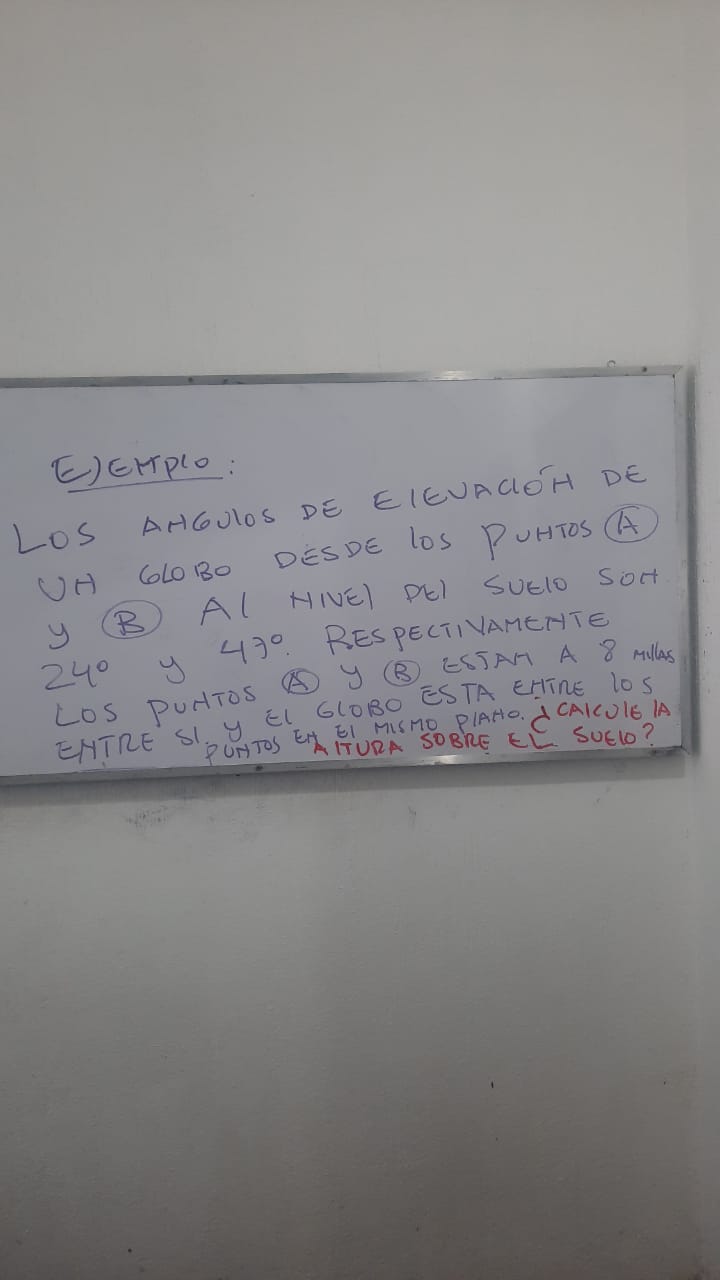 EJEMPLO:
LOS ANGULOS DE ElEVACIÓN DE
UN GLOBO DESDE los PUNTOS A
y B Al NIVEl DEl SUElO SON
24° y 47°. RESPECTIVAMENTE
LOS PUNTOS A y B ESTAN A 8 Millas
ENTRE SI, y El GLOBO ESTA ENTRE los
PUNTOS EN El MISMO PlANO. ¿CALCULE lA
AlTURA SOBRE EL SUElO?